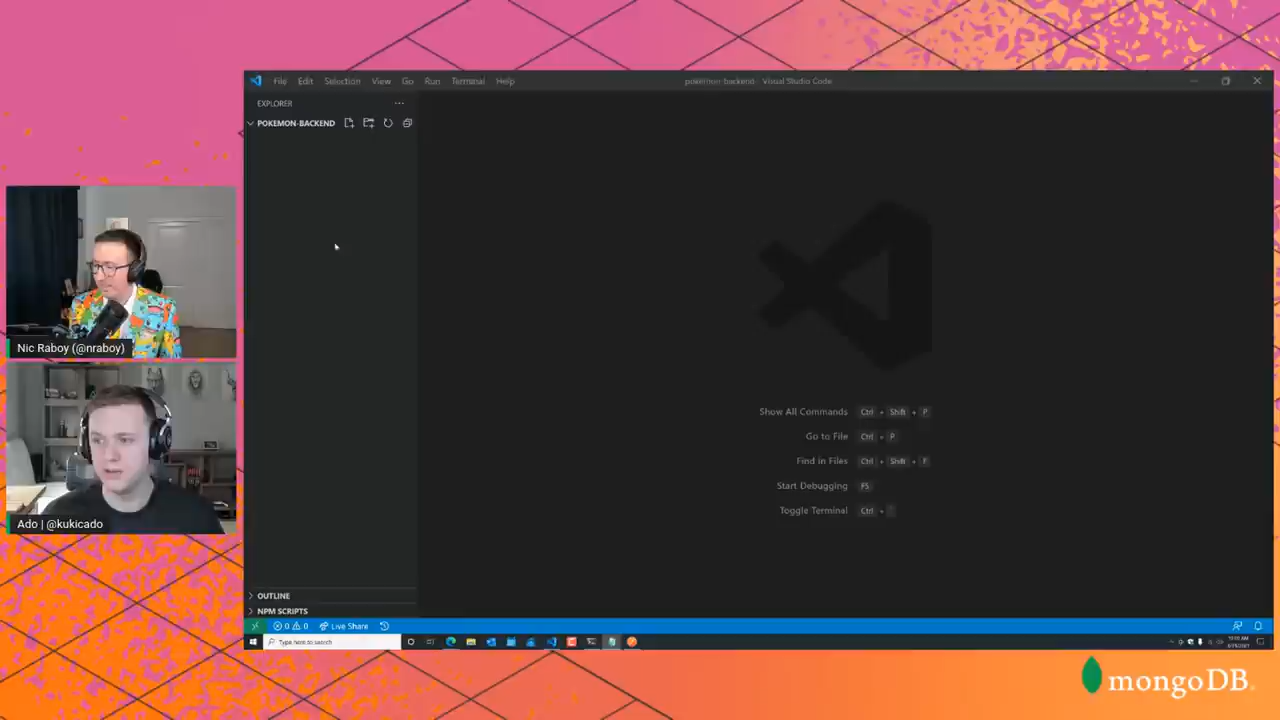 File Edit Selection View Go Run Terminal Help
pokemon-backend - Visual Studio Code
EXPLORER
POKEMON-BACKEND
Show All Commands Ctrl + Shift + P
Go to File Ctrl + P
Find in Files Ctrl + Shift + F
Start Debugging F5
Toggle Terminal Ctrl +
Nic Raboy (@nraboy)
Ado | @kukicado
OUTLINE
NPM SCRIPTS
0 0 Live Share
Type here to search
mongoDB.